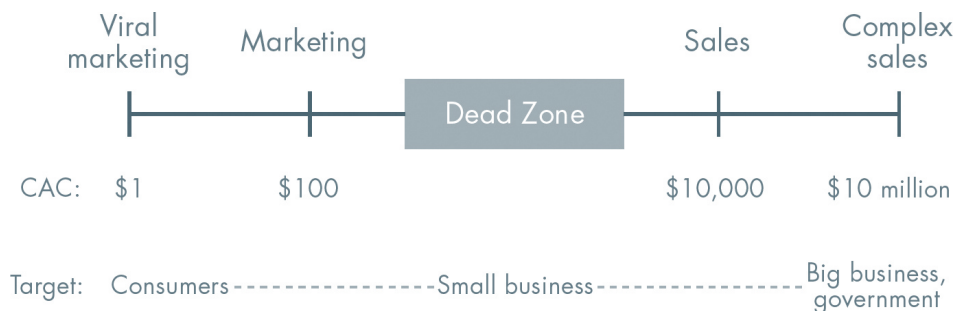 Viral
marketing
Marketing
Sales
Complex
sales
Dead Zone
CAC: $1 $100 $10,000 $10 million
Target: Consumers Small business Big business,
government